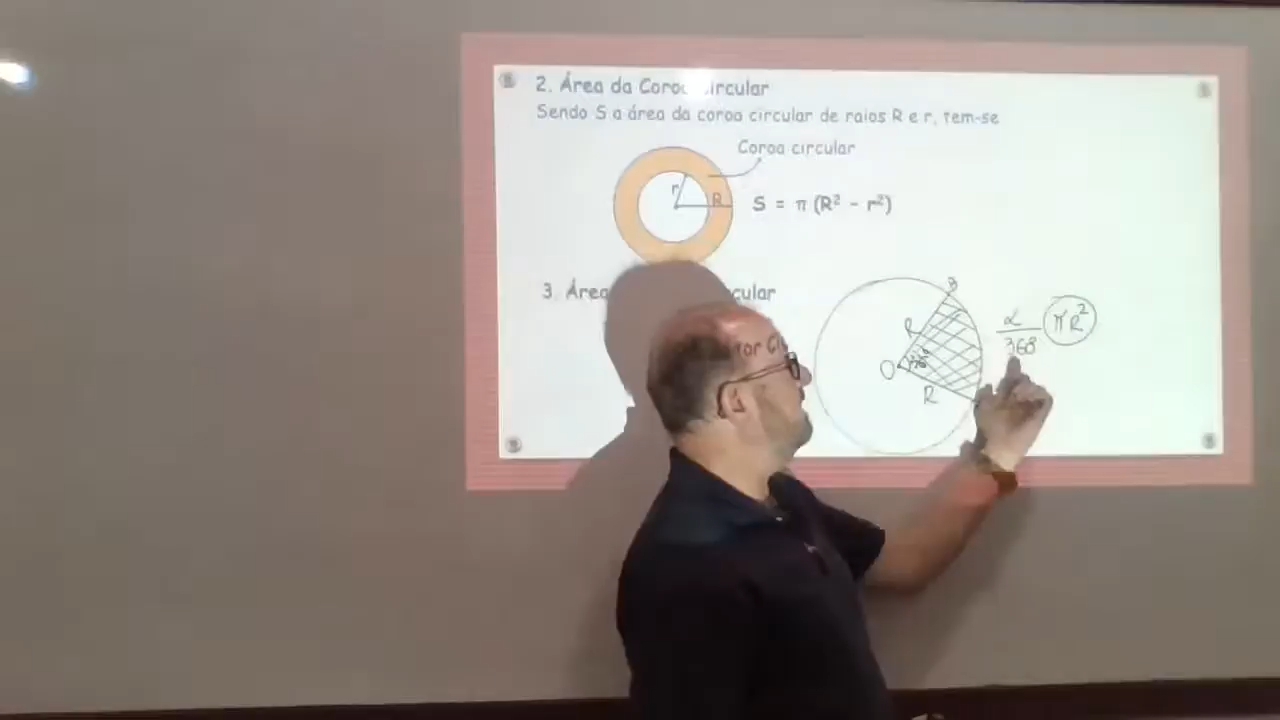 2. Área da Coroa Circular
Sendo S a área da coroa circular de raios R e r, tem-se
Coroa circular
r
R
S = π (R² - r²)
3. Área
cular
B
R
O
R
α
360°
πR²